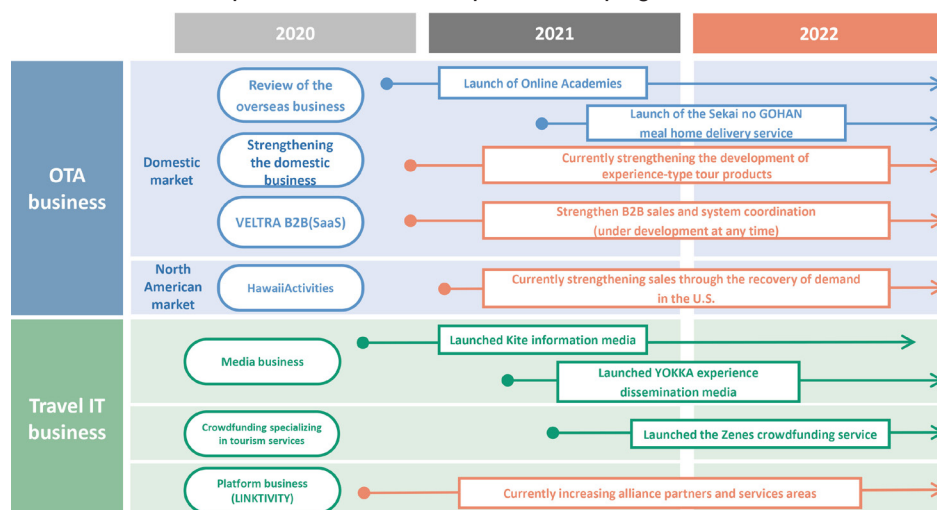 2020
2021
2022
OTA
business
Domestic
market
Review of the
overseas business
Launch of Online Academies
Launch of the Sekai no GOHAN
meal home delivery service
Strengthening
the domestic
business
Currently strengthening the development of
experience-type tour products
VELTRA B2B(SaaS)
Strengthen B2B sales and system coordination
(under development at any time)
North
American
market
HawaiiActivities
Currently strengthening sales through the recovery of demand
in the U.S.
Travel IT
business
Media business
Launched Kite information media
Launched YOKKA experience
dissemination media
Crowdfunding specializing
in tourism services
Launched the Zenes crowdfunding service
Platform business
(LINKTIVITY)
Currently increasing alliance partners and services areas